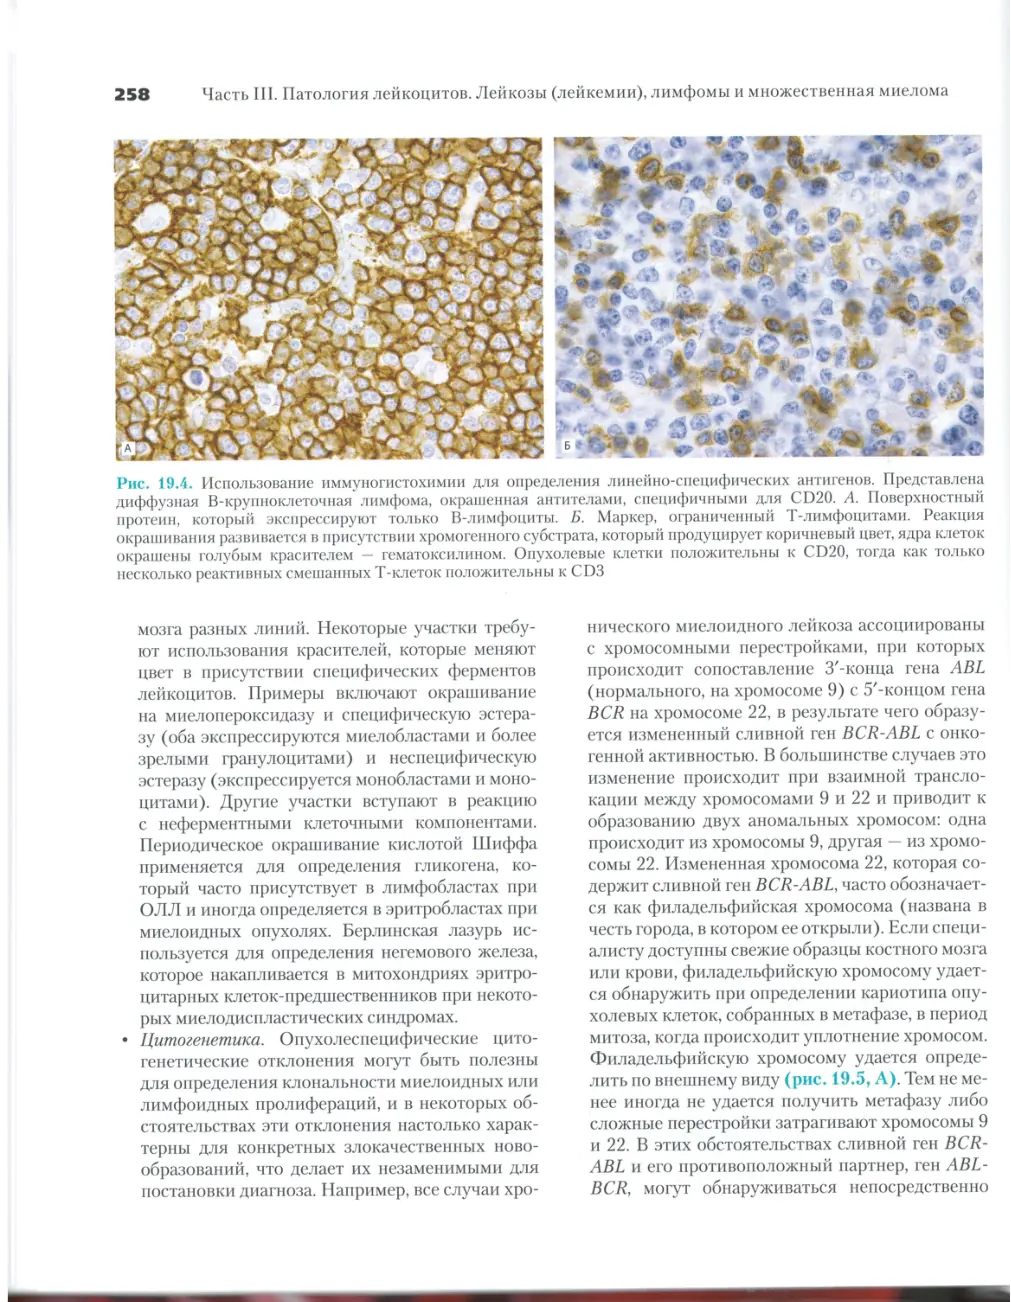 258 Часть III. Патология лейкоцитов. Лейкозы (лейкемии), лимфомы и множественная миелома
А
Б
Рис. 19.4. Использование иммуногистохимии для определения линейно-специфических антигенов. Представлена
диффузная В-крупноклеточная лимфома, окрашенная антителами, специфичными для CD20. А. Поверхностный
протеин, который экспрессируют только В-лимфоциты. Б. Маркер, ограниченный Т-лимфоцитами. Реакция
окрашивания развивается в присутствии хромогенного субстрата, который продуцирует коричневый цвет, ядра клеток
окрашены голубым красителем — гематоксилином. Опухолевые клетки положительны к CD20, тогда как только
несколько реактивных смешанных Т-клеток положительны к CD3
мозга разных линий. Некоторые участки требу-
ют использования красителей, которые меняют
цвет в присутствии специфических ферментов
лейкоцитов. Примеры включают окрашивание
на миелопероксидазу и специфическую эстера-
зу (оба экспрессируются миелобластами и более
зрелыми гранулоцитами) и неспецифическую
эстеразу (экспрессируется монобластами и моно-
цитами). Другие участки вступают в реакцию
с неферментными клеточными компонентами.
Периодическое окрашивание кислотой Шиффа
применяется для определения гликогена, ко-
торый часто присутствует в лимфобластах при
ОЛЛ и иногда определяется в эритробластах при
миелоидных опухолях. Берлинская лазурь ис-
пользуется для определения негемового железа,
которое накапливается в митохондриях эритро-
цитарных клеток-предшественников при некото-
рых миелодиспластических синдромах.
• Цитогенетика. Опухолеспецифические цито-
генетические отклонения могут быть полезны
для определения клональности миелоидных или
лимфоидных пролифераций, и в некоторых об-
стоятельствах эти отклонения настолько харак-
терны для конкретных злокачественных ново-
образований, что делает их незаменимыми для
постановки диагноза. Например, все случаи хро-
нического миелоидного лейкоза ассоциированы
с хромосомными перестройками, при которых
происходит сопоставление 3′-конца гена ABL
(нормального, на хромосоме 9) с 5′-концом гена
BCR на хромосоме 22, в результате чего образу-
ется измененный сливной ген BCR-ABL с онко-
генной активностью. В большинстве случаев это
изменение происходит при взаимной трансло-
кации между хромосомами 9 и 22 и приводит к
образованию двух аномальных хромосом: одна
происходит из хромосомы 9, другая — из хромо-
сомы 22. Измененная хромосома 22, которая со-
держит сливной ген BCR-ABL, часто обозначает-
ся как филадельфийская хромосома (названа в
честь города, в котором ее открыли). Если специ-
алисту доступны свежие образцы костного мозга
или крови, филадельфийскую хромосому удает-
ся обнаружить при определении кариотипа опу-
холевых клеток, собранных в метафазе, в период
митоза, когда происходит уплотнение хромосом.
Филадельфийскую хромосому удается опреде-
лить по внешнему виду (рис. 19.5, А). Тем не ме-
нее иногда не удается получить метафазу либо
сложные перестройки затрагивают хромосомы 9
и 22. В этих обстоятельствах сливной ген BCR-
ABL и его противоположный партнер, ген ABL-
BCR, могут обнаруживаться непосредственно